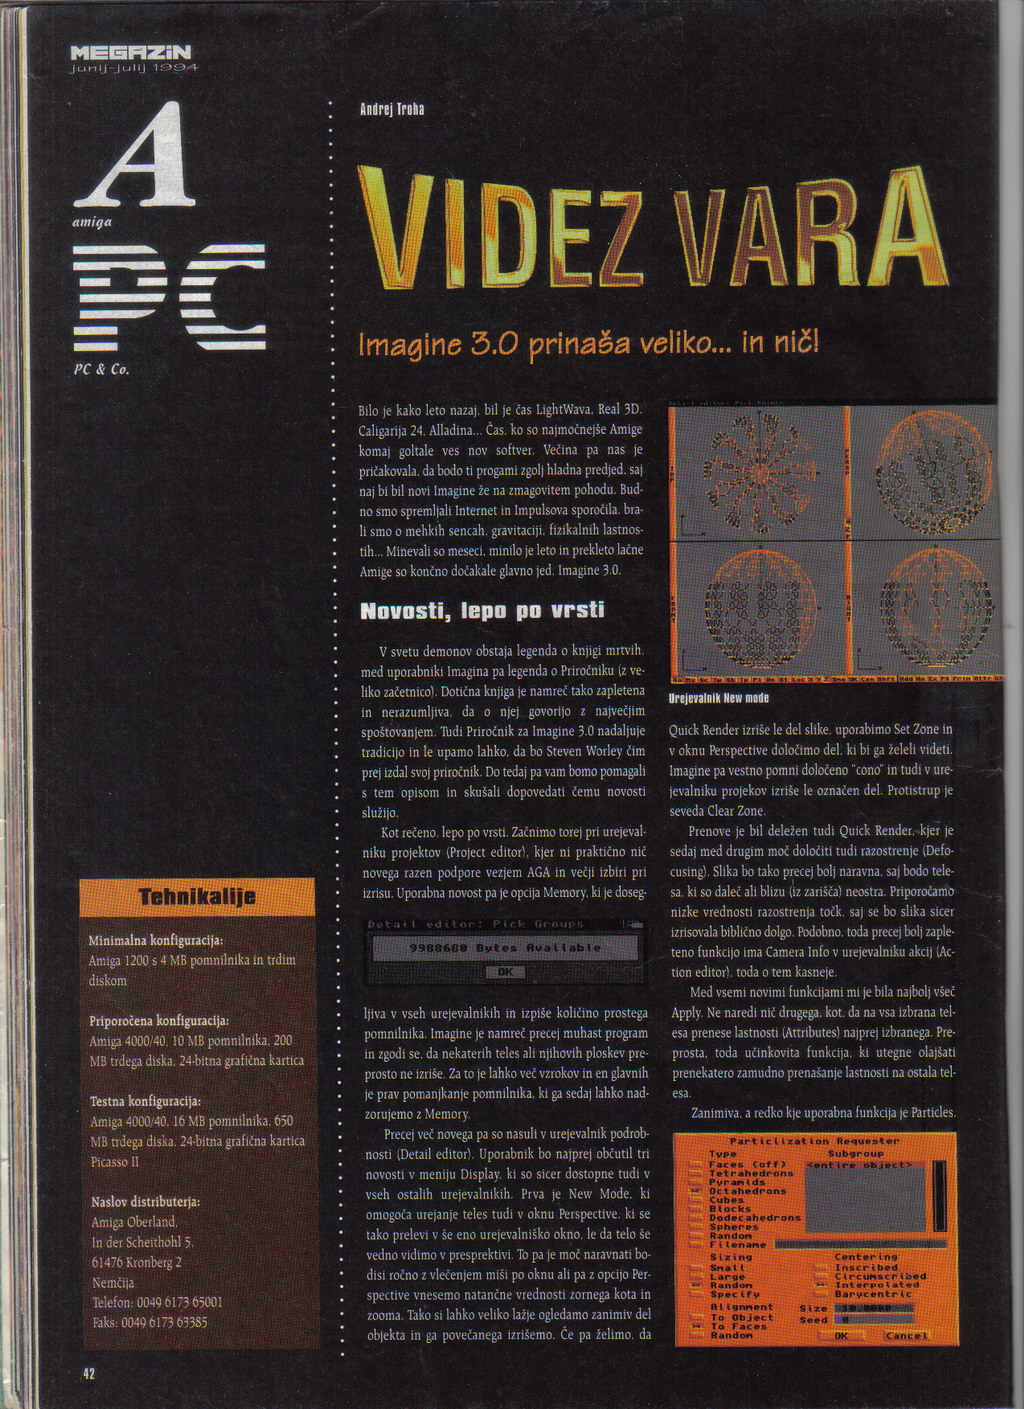 MEGAZiN
junij-julij 1994
A
amiga
PC
PC & Co.
Andrej Troha
VIDEZ VARA
Imagine 3.0 prinaša veliko... in nič!
Bilo je kako leto nazaj, bil je čas LightWava, Real 3D,
Caligarija 24, Alladina... Čas, ko so najmočnejše Amige
komaj goltale ves nov softver. Večina pa nas je
pričakovala, da bodo ti progami zgolj hladna predjed, saj
naj bi bil novi Imagine že na zmagovitem pohodu. Bud-
no smo spremljali Internet in Impulsova sporočila, bra-
li smo o mehkih sencah, gravitaciji, fizikalnih lastnos-
tih... Minevali so meseci, minilo je leto in prekleto lačne
Amige so končno dočakale glavno jed, Imagine 3.0.
Novosti, lepo po vrsti
V svetu demonov obstaja legenda o knjigi mrtvih,
med uporabniki Imagina pa legenda o Priročniku (z ve-
liko začetnico). Dotična knjiga je namreč tako zapletena
in nerazumljiva, da o njej govorijo z največjim
spoštovanjem. Tudi Priročnik za Imagine 3.0 nadaljuje
tradicijo in le upamo lahko, da bo Steven Worley čim
prej izdal svoj priročnik. Do tedaj pa vam bomo pomagali
s tem opisom in skušali dopovedati čemu novosti
služijo.
Kot rečeno, lepo po vrsti. Začnimo torej pri urejeval-
niku projektov (Project editor), kjer ni praktično nič
novega razen podpore vezjem AGA in večji izbiri pri
izrisu. Uporabna novost pa je opcija Memory, ki je doseg-
Detail editor: Pick Groups
9988680 Bytes Available
OK
ljiva v vseh urejevalnikih in izpiše količino prostega
pomnilnika. Imagine je namreč precej muhast program
in zgodi se, da nekaterih teles ali njihovih ploskev pre-
prosto ne izriše. Za to je lahko več vzrokov in en glavnih
je prav pomanjkanje pomnilnika, ki ga sedaj lahko nad-
zorujemo z Memory.
Precej več novega pa so nasuli v urejevalnik podrob-
nosti (Detail editor). Uporabnik bo najprej občutil tri
novosti v meniju Display, ki so sicer dostopne tudi v
vseh ostalih urejevalnikih. Prva je New Mode, ki
omogoča urejanje teles tudi v oknu Perspective, ki se
tako prelevi v še eno urejevalniško okno, le da telo še
vedno vidimo v presprektivi. To pa je moč naravnati bo-
disi ročno z vlečenjem miši po oknu ali pa z opcijo Per-
spective vnesemo natančne vrednosti zornega kota in
zooma. Tako si lahko veliko lažje ogledamo zanimiv del
objekta in ga povečanega izrišemo. Če pa želimo, da
Detail editor: Pick Points
Urejevalnik New mode
Quick Render izriše le del slike, uporabimo Set Zone in
v oknu Perspective določimo del, ki bi ga želeli videti.
Imagine pa vestno pomni določeno "cono" in tudi v ure-
jevalniku projekov izriše le označen del. Protistrup je
seveda Clear Zone.
Prenove je bil deležen tudi Quick Render, kjer je
sedaj med drugim moč določiti tudi razostrenje (Defo-
cusing). Slika bo tako precej bolj naravna, saj bodo tele-
sa, ki so daleč ali blizu (iz zarišča) neostra. Priporočamo
nizke vrednosti razostrenja točk, saj se bo slika sicer
izrisovala biblično dolgo. Podobno, toda precej bolj zaple-
teno funkcijo ima Camera Info v urejevalniku akcij (Ac-
tion editor), toda o tem kasneje.
Med vsemi novimi funkcijami mi je bila najbolj všeč
Apply. Ne naredi nič drugega, kot, da na vsa izbrana tel-
esa prenese lastnosti (Attributes) najprej izbranega. Pre-
prosta, toda učinkovita funkcija, ki utegne olajšati
prenekatero zamudno prenašanje lastnosti na ostala tel-
esa.
Zanimiva, a redko kje uporabna funkcija je Particles.
Particlization Requester
Type
Subgroup
Faces (off)
<entire object>
Tetrahedrons
Pyramids
Octahedrons
Cubes
Blocks
Dodecahedrons
Spheres
Random
Filename
Sizing
Centering
Small
Inscribed
Large
Circumscribed
Random
Interpolated
Specify
Barycentric
Alignment
Size 10.0000
To Object
Seed 0
To Faces
Random
OK
Cancel
Tehnikalije
Minimalna konfiguracija:
Amiga 1200 s 4 MB pomnilnika in trdim
diskom
Priporočena konfiguracija:
Amiga 4000/40, 10 MB pomnilnika, 200
MB trdega diska, 24-bitna grafična kartica
Testna konfiguracija:
Amiga 4000/40, 16 MB pomnilnika, 650
MB trdega diska, 24-bitna grafična kartica
Picasso II
Naslov distributerja:
Amiga Oberland,
In der Scheithohl 5,
61476 Kronberg 2
Nemčija
Telefon: 0049 6173 65001
Faks: 0049 6173 63385
42